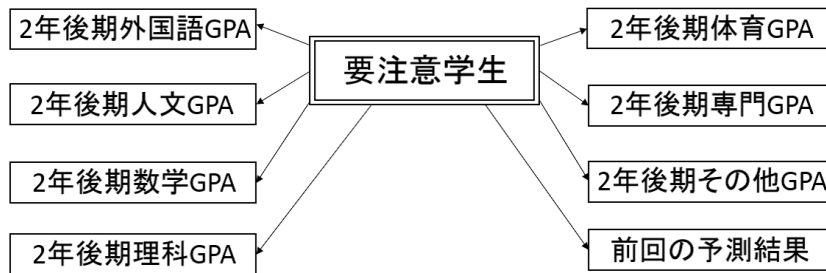 2年後期外国語GPA
2年後期人文GPA
2年後期数学GPA
2年後期理科GPA
要注意学生
2年後期体育GPA
2年後期専門GPA
2年後期その他GPA
前回の予測結果